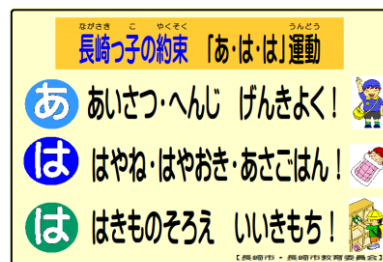 ながさき こ やくそく うんどう
長崎っ子の約束 「あ・は・は」運動
あ あいさつ・へんじ げんきよく!
は はやね・はやおき・あさごはん!
は はきものそろえ いいきもち!
【長崎市・長崎市教育委員会】